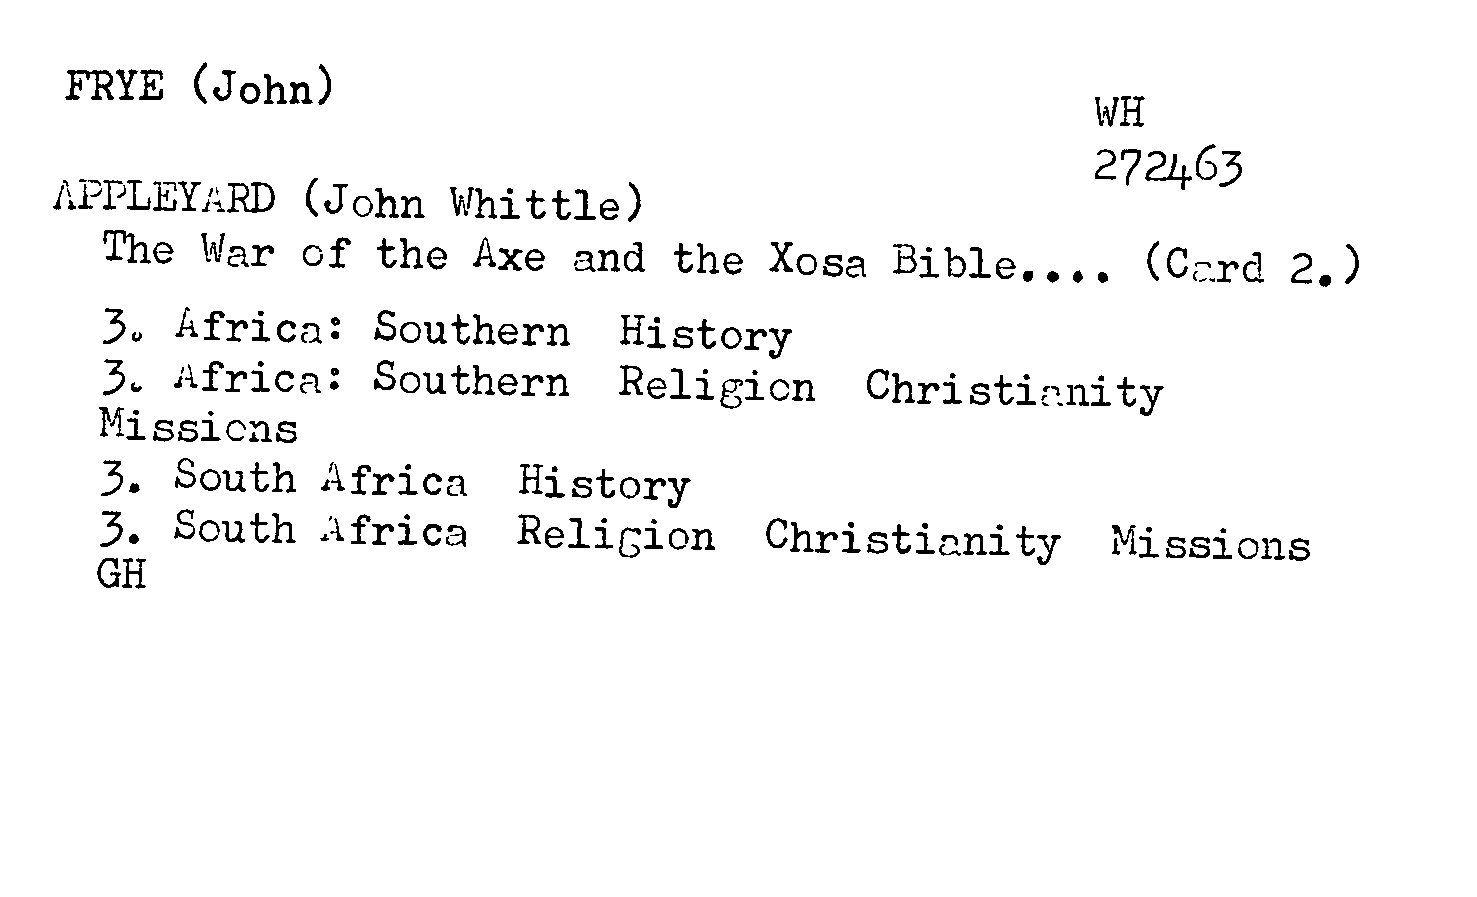 FRYE (John)
WH
272463
APPLEYARD (John Whittle)
The War of the Axe and the Xosa Bible.... (Card 2.)
3. Africa: Southern History
3. Africa: Southern Religion Christianity
Missions
3. South Africa History
3. South Africa Religion Christianity Missions
GH